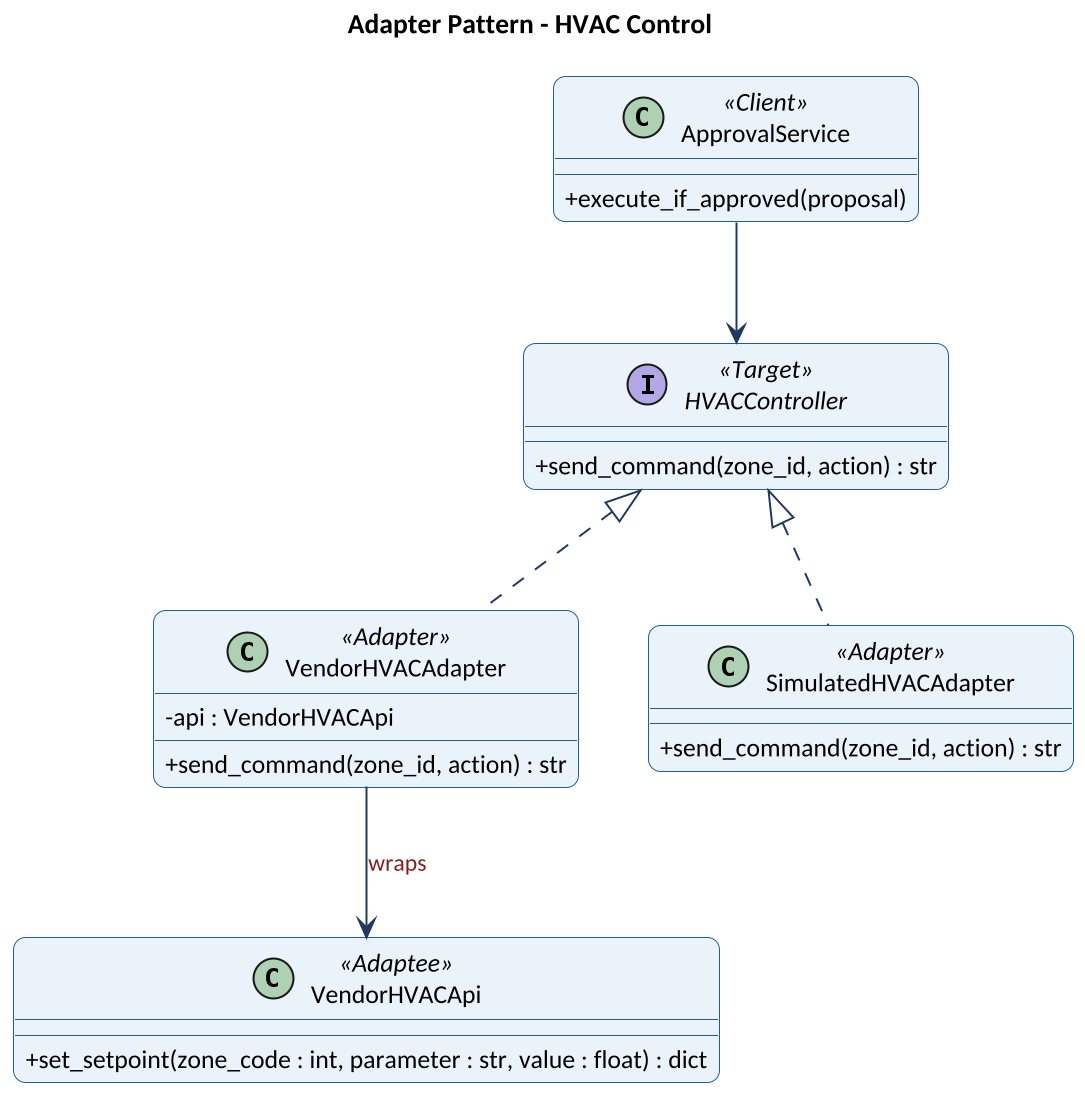 Adapter Pattern - HVAC Control
C
«Client»
ApprovalService
+execute_if_approved(proposal)
I
«Target»
HVACController
+send_command(zone_id, action) : str
C
«Adapter»
VendorHVACAdapter
-api : VendorHVACApi
+send_command(zone_id, action) : str
C
«Adapter»
SimulatedHVACAdapter
+send_command(zone_id, action) : str
wraps
C
«Adaptee»
VendorHVACApi
+set_setpoint(zone_code : int, parameter : str, value : float) : dict